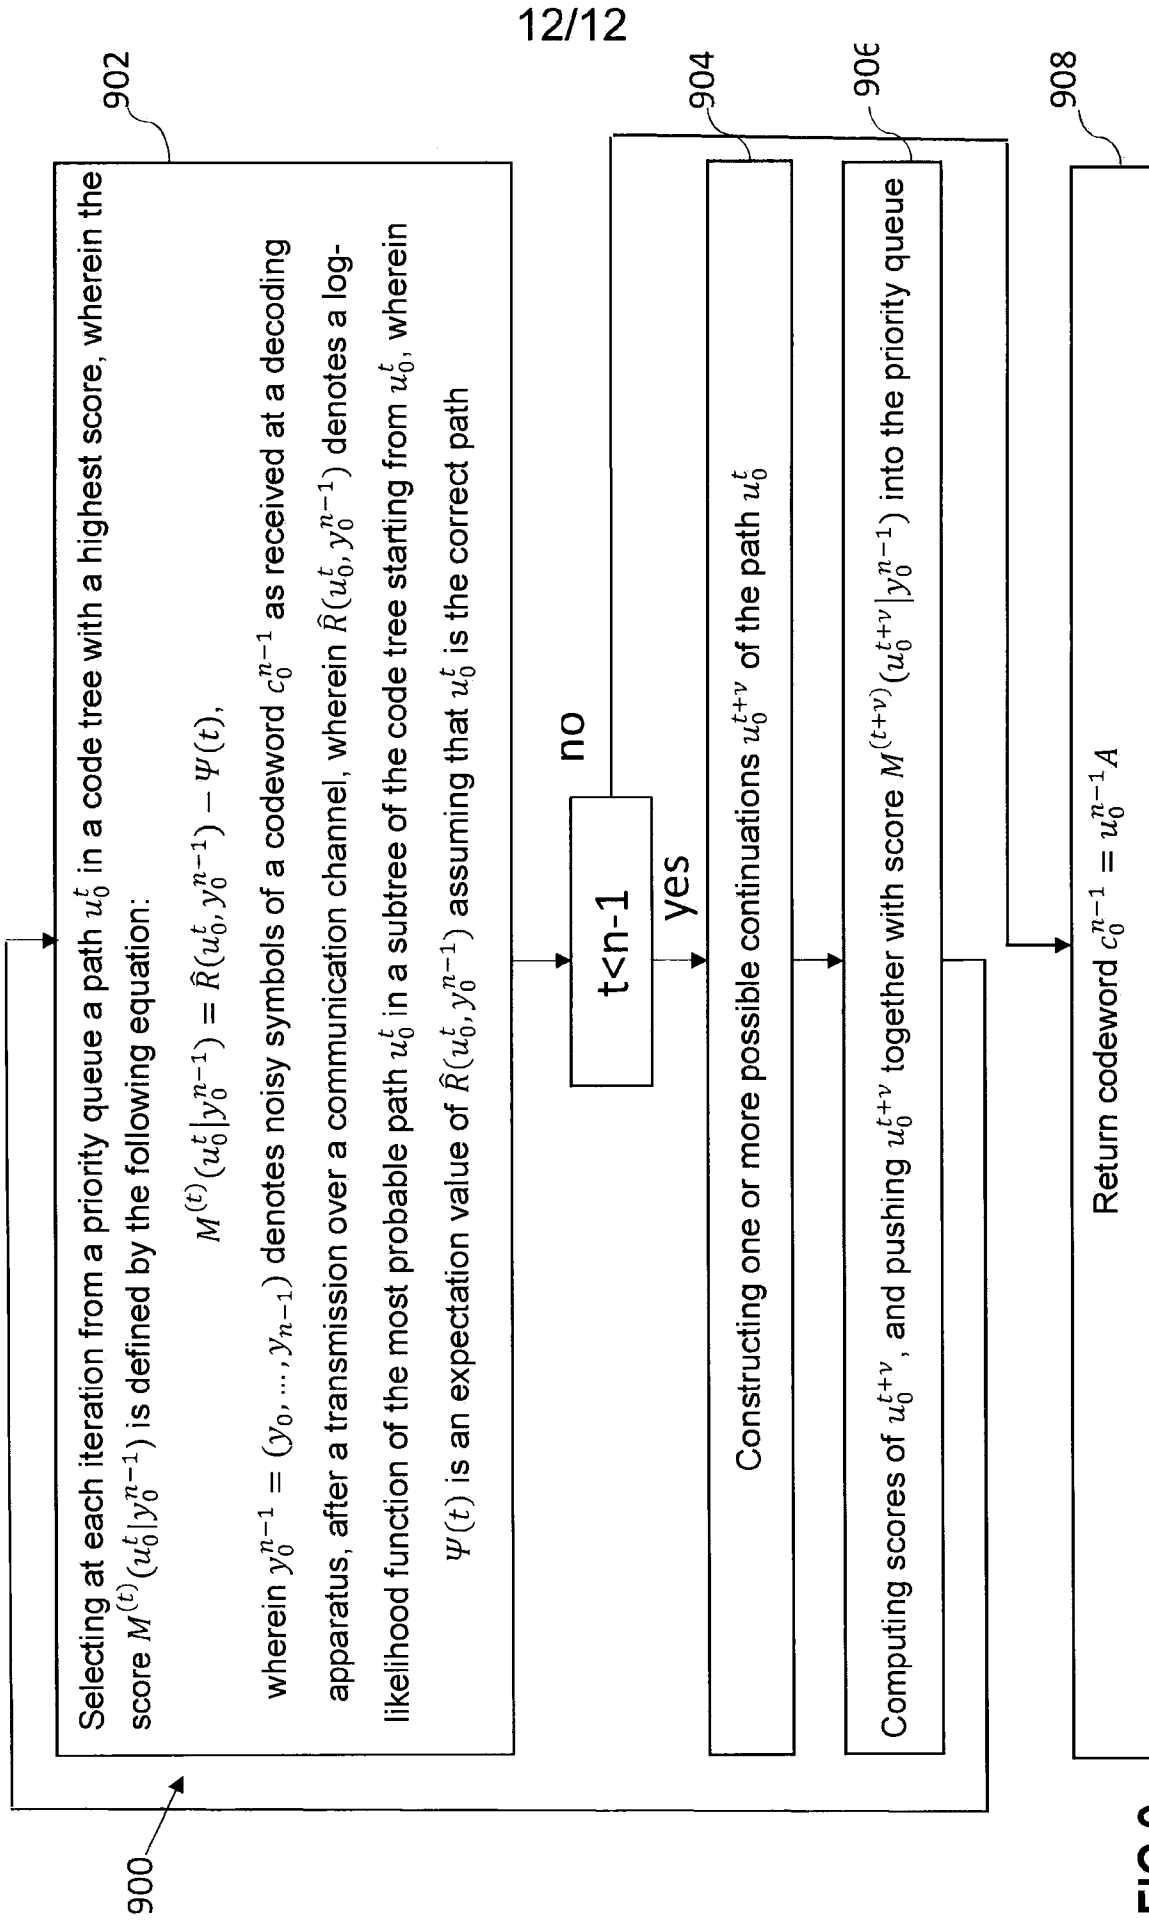 12/12
900
902
Selecting at each iteration from a priority queue a path $u_0^t$ in a code tree with a highest score, wherein the
score $M^{(t)}(u_0^t|y_0^{n-1})$ is defined by the following equation:
$M^{(t)}(u_0^t|y_0^{n-1}) = \hat{R}(u_0^t, y_0^{n-1}) - \Psi(t),$
wherein $y_0^{n-1} = (y_0, \ldots, y_{n-1})$ denotes noisy symbols of a codeword $c_0^{n-1}$ as received at a decoding
apparatus, after a transmission over a communication channel, wherein $\hat{R}(u_0^t, y_0^{n-1})$ denotes a log-
likelihood function of the most probable path $u_0^t$ in a subtree of the code tree starting from $u_0^t$, wherein
$\Psi(t)$ is an expectation value of $\hat{R}(u_0^t, y_0^{n-1})$ assuming that $u_0^t$ is the correct path
t<n-1
no
yes
904
Constructing one or more possible continuations $u_0^{t+v}$ of the path $u_0^t$
906
Computing scores of $u_0^{t+v}$, and pushing $u_0^{t+v}$ together with score $M^{(t+v)}(u_0^{t+v}|y_0^{n-1})$ into the priority queue
908
Return codeword $c_0^{n-1} = u_0^{n-1}A$